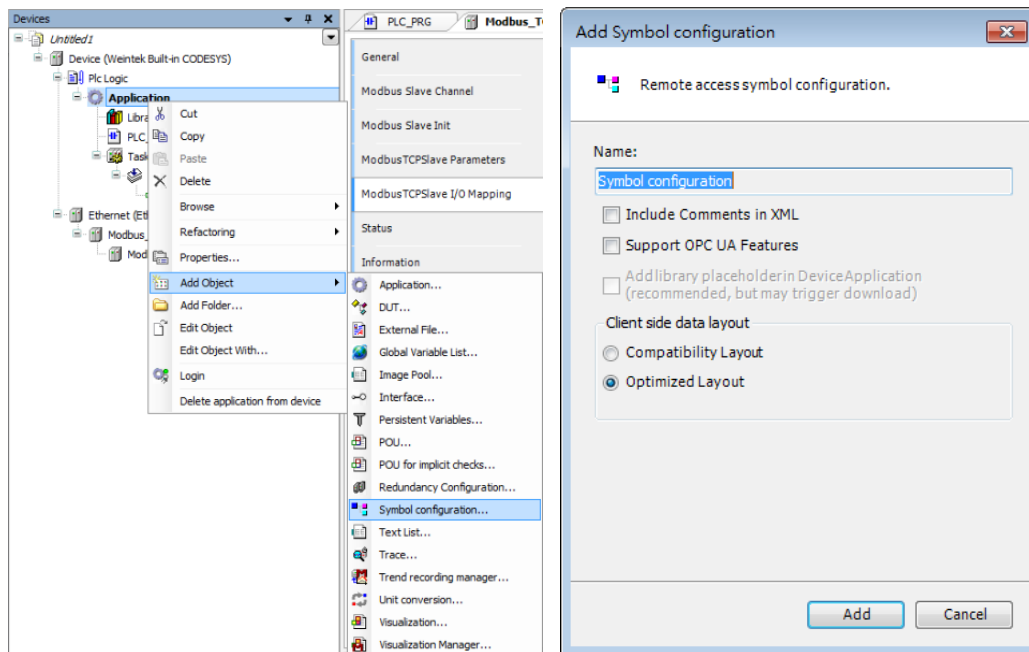 Devices
Untitled1
Device (Weintek Built-in CODESYS)
Plc Logic
Application
Libra
PLC_
Task
Ethernet (Eth
Modbus_
Mod
Cut
Copy
Paste
Delete
Browse
Refactoring
Properties...
Add Object
Add Folder...
Edit Object
Edit Object With...
Login
Delete application from device
PLC_PRG
Modbus_T
General
Modbus Slave Channel
Modbus Slave Init
ModbusTCPSlave Parameters
ModbusTCPSlave I/O Mapping
Status
Information
Application...
DUT...
External File...
Global Variable List...
Image Pool...
Interface...
Persistent Variables...
POU...
POU for implicit checks...
Redundancy Configuration...
Symbol configuration...
Text List...
Trace...
Trend recording manager...
Unit conversion...
Visualization...
Visualization Manager...
Add Symbol configuration
Remote access symbol configuration.
Name:
Symbol configuration
Include Comments in XML
Support OPC UA Features
Add library placeholder in Device Application
(recommended, but may trigger download)
Client side data layout
Compatibility Layout
Optimized Layout
Add
Cancel